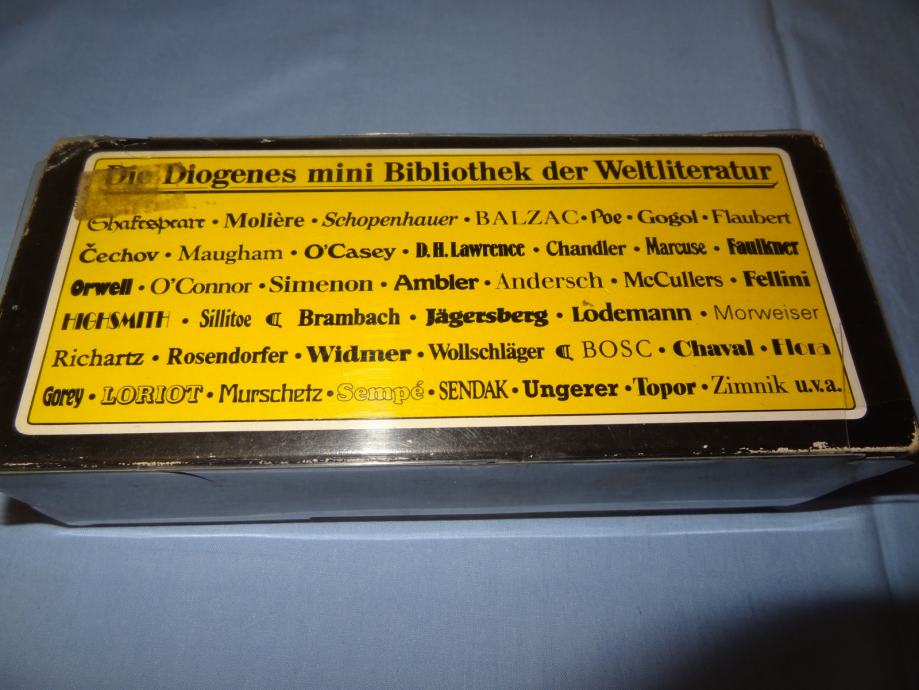 Die Diogenes mini Bibliothek der Weltliteratur
Shakespeare • Molière • Schopenhauer • BALZAC • Poe • Gogol • Flaubert
Čechov • Maugham • O'Casey • D.H. Lawrence • Chandler • Marcuse • Faulkner
Orwell • O'Connor • Simenon • Ambler • Andersch • McCullers • Fellini
HIGHSMITH • Sillitoe ℂ Brambach • Jägersberg • Lodemann • Morweiser
Richartz • Rosendorfer • Widmer • Wollschläger ℂ BOSC • Chaval • Flora
Gorey • LORIOT • Murschetz • Sempé • SENDAK • Ungerer • Topor • Zimnik u.v.a.